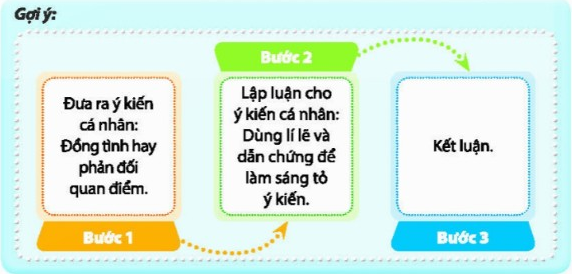 Gợi ý:
Đưa ra ý kiến
cá nhân:
Đồng tình hay
phản đối
quan điểm.
Bước 1
Bước 2
Lập luận cho
ý kiến cá nhân:
Dùng lí lẽ và
dẫn chứng để
làm sáng tỏ
ý kiến.
Kết luận.
Bước 3